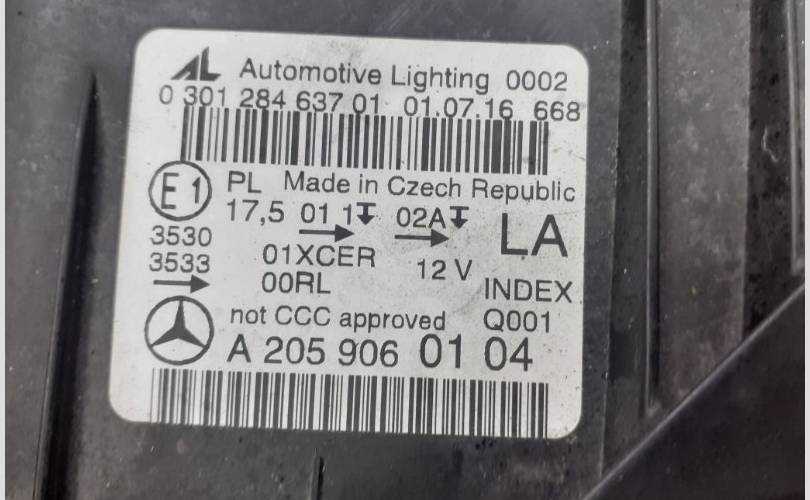 AL Automotive Lighting 0002
0 301 284 637 01 01.07.16 668
E1 PL Made in Czech Republic
17,5 01 1 02A LA
3530
3533
01XCER 12 V
00RL INDEX
not CCC approved Q001
A 205 906 01 04